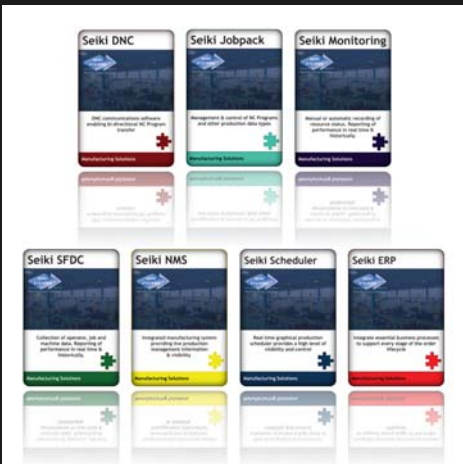 Seiki DNC
DNC communications software
enabling bi-directional NC Program
transfer
Manufacturing Solutions
Seiki Jobpack
Management & control of NC Programs
and other production data types
Manufacturing Solutions
Seiki Monitoring
Manual or automatic recording of
resource status. Reporting of
performance in real time &
historically.
Manufacturing Solutions
Seiki SFDC
Collection of operator, job and
machine data. Reporting of
performance in real time &
historically.
Manufacturing Solutions
Seiki NMS
Integrated manufacturing system
providing live production
management information
& visibility
Manufacturing Solutions
Seiki Scheduler
Real-time graphical production
scheduler provides a high level of
visibility and control
Manufacturing Solutions
Seiki ERP
Integrate essential business processes
to support every stage of the order
lifecycle
Manufacturing Solutions